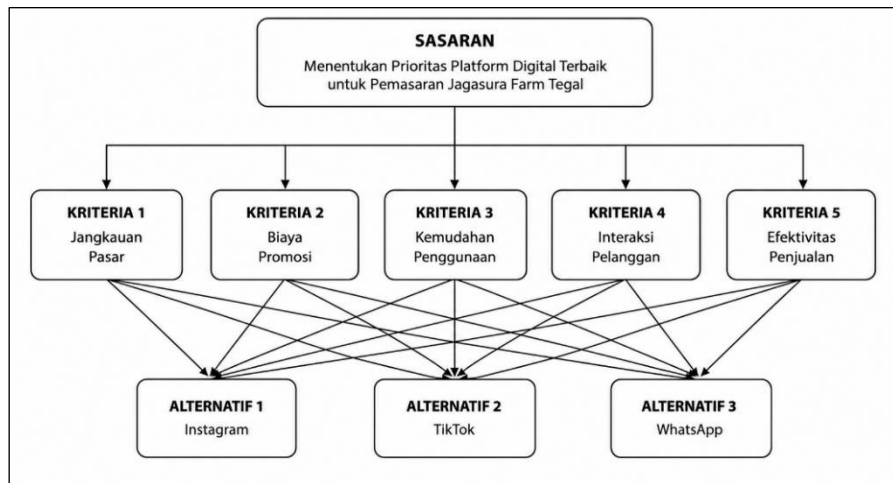 SASARAN
Menentukan Prioritas Platform Digital Terbaik
untuk Pemasaran Jagasura Farm Tegal
KRITERIA 1
Jangkauan
Pasar
KRITERIA 2
Biaya
Promosi
KRITERIA 3
Kemudahan
Penggunaan
KRITERIA 4
Interaksi
Pelanggan
KRITERIA 5
Efektivitas
Penjualan
ALTERNATIF 1
Instagram
ALTERNATIF 2
TikTok
ALTERNATIF 3
WhatsApp